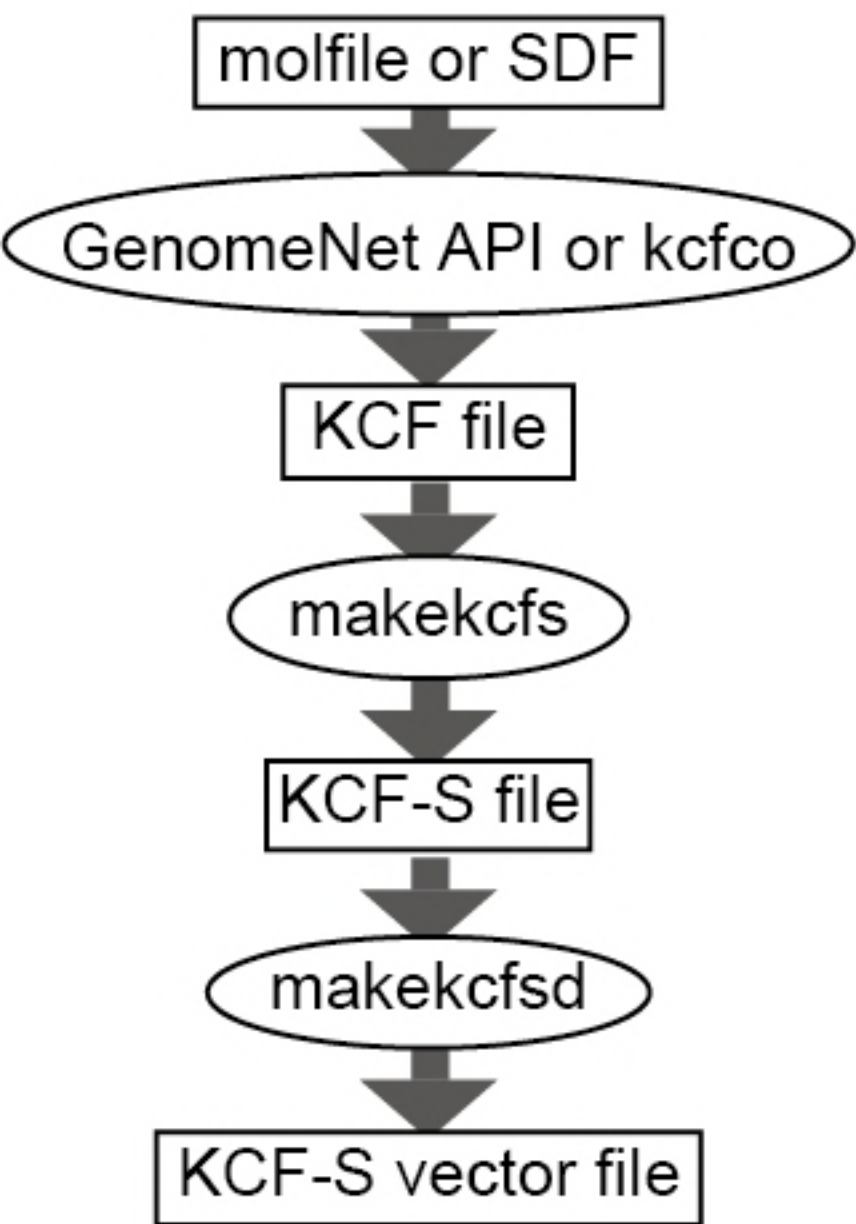 molfile or SDF
GenomeNet API or kcfco
KCF file
makekcfs
KCF-S file
makekcfsd
KCF-S vector file